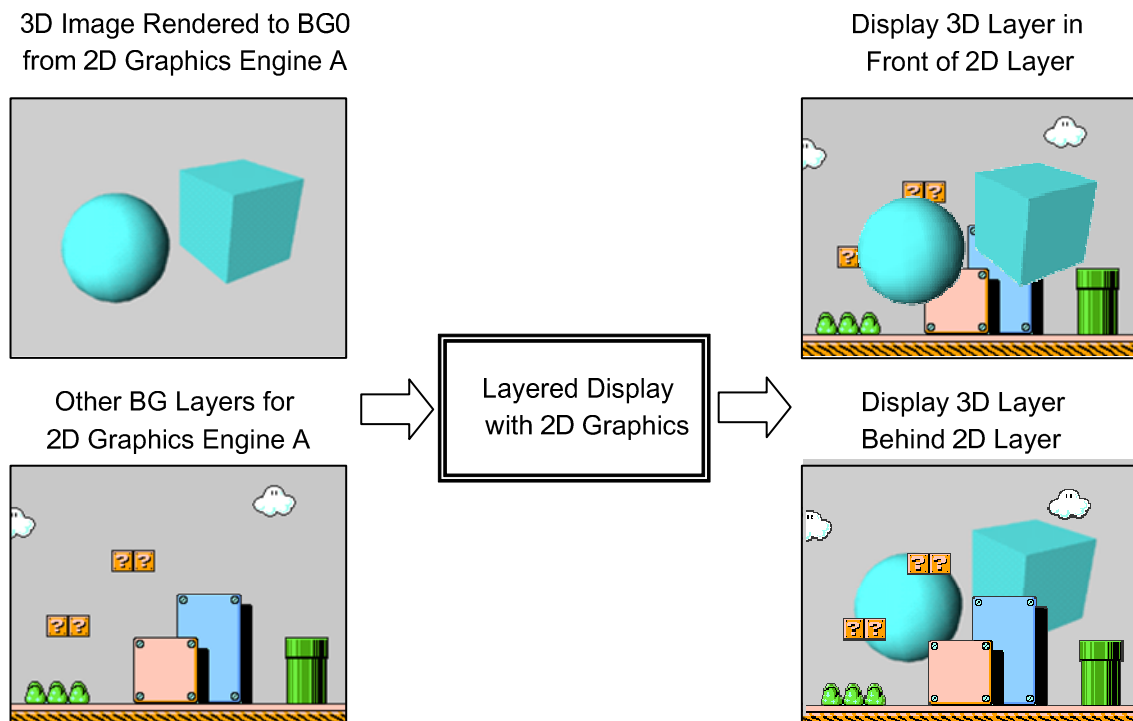 3D Image Rendered to BG0
from 2D Graphics Engine A
Other BG Layers for
2D Graphics Engine A
Layered Display
with 2D Graphics
Display 3D Layer in
Front of 2D Layer
? ?
?
Display 3D Layer
Behind 2D Layer
? ?
? ?
? ?
? ?